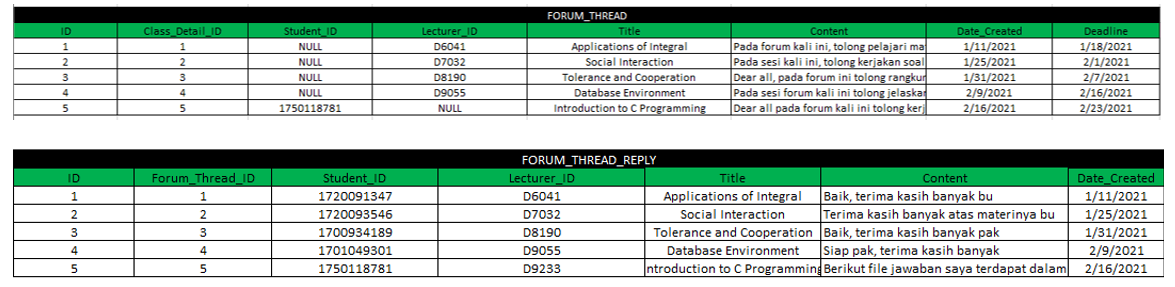 FORUM_THREAD
ID Class_Detail_ID Student_ID Lecturer_ID Title Content Date_Created Deadline
1 1 NULL D6041 Applications of Integral Pada forum kali ini, tolong pelajari ma 1/11/2021 1/18/2021
2 2 NULL D7032 Social Interaction Pada sesi kali ini, tolong kerjakan soal 1/25/2021 2/1/2021
3 3 NULL D8190 Tolerance and Cooperation Dear all, pada forum ini tolong rangkur 1/31/2021 2/7/2021
4 4 NULL D9055 Database Environment Pada sesi forum kali ini tolong jelaskar 2/9/2021 2/16/2021
5 5 1750118781 NULL Introduction to C Programming Dear all pada forum kali ini tolong kerj 2/16/2021 2/23/2021
FORUM_THREAD_REPLY
ID Forum_Thread_ID Student_ID Lecturer_ID Title Content Date_Created
1 1 1720091347 D6041 Applications of Integral Baik, terima kasih banyak bu 1/11/2021
2 2 1720093546 D7032 Social Interaction Terima kasih banyak atas materinya bu 1/25/2021
3 3 1700934189 D8190 Tolerance and Cooperation Baik, terima kasih banyak pak 1/31/2021
4 4 1701049301 D9055 Database Environment Siap pak, terima kasih banyak 2/9/2021
5 5 1750118781 D9233 ntroduction to C Programming Berikut file jawaban saya terdapat dalam 2/16/2021